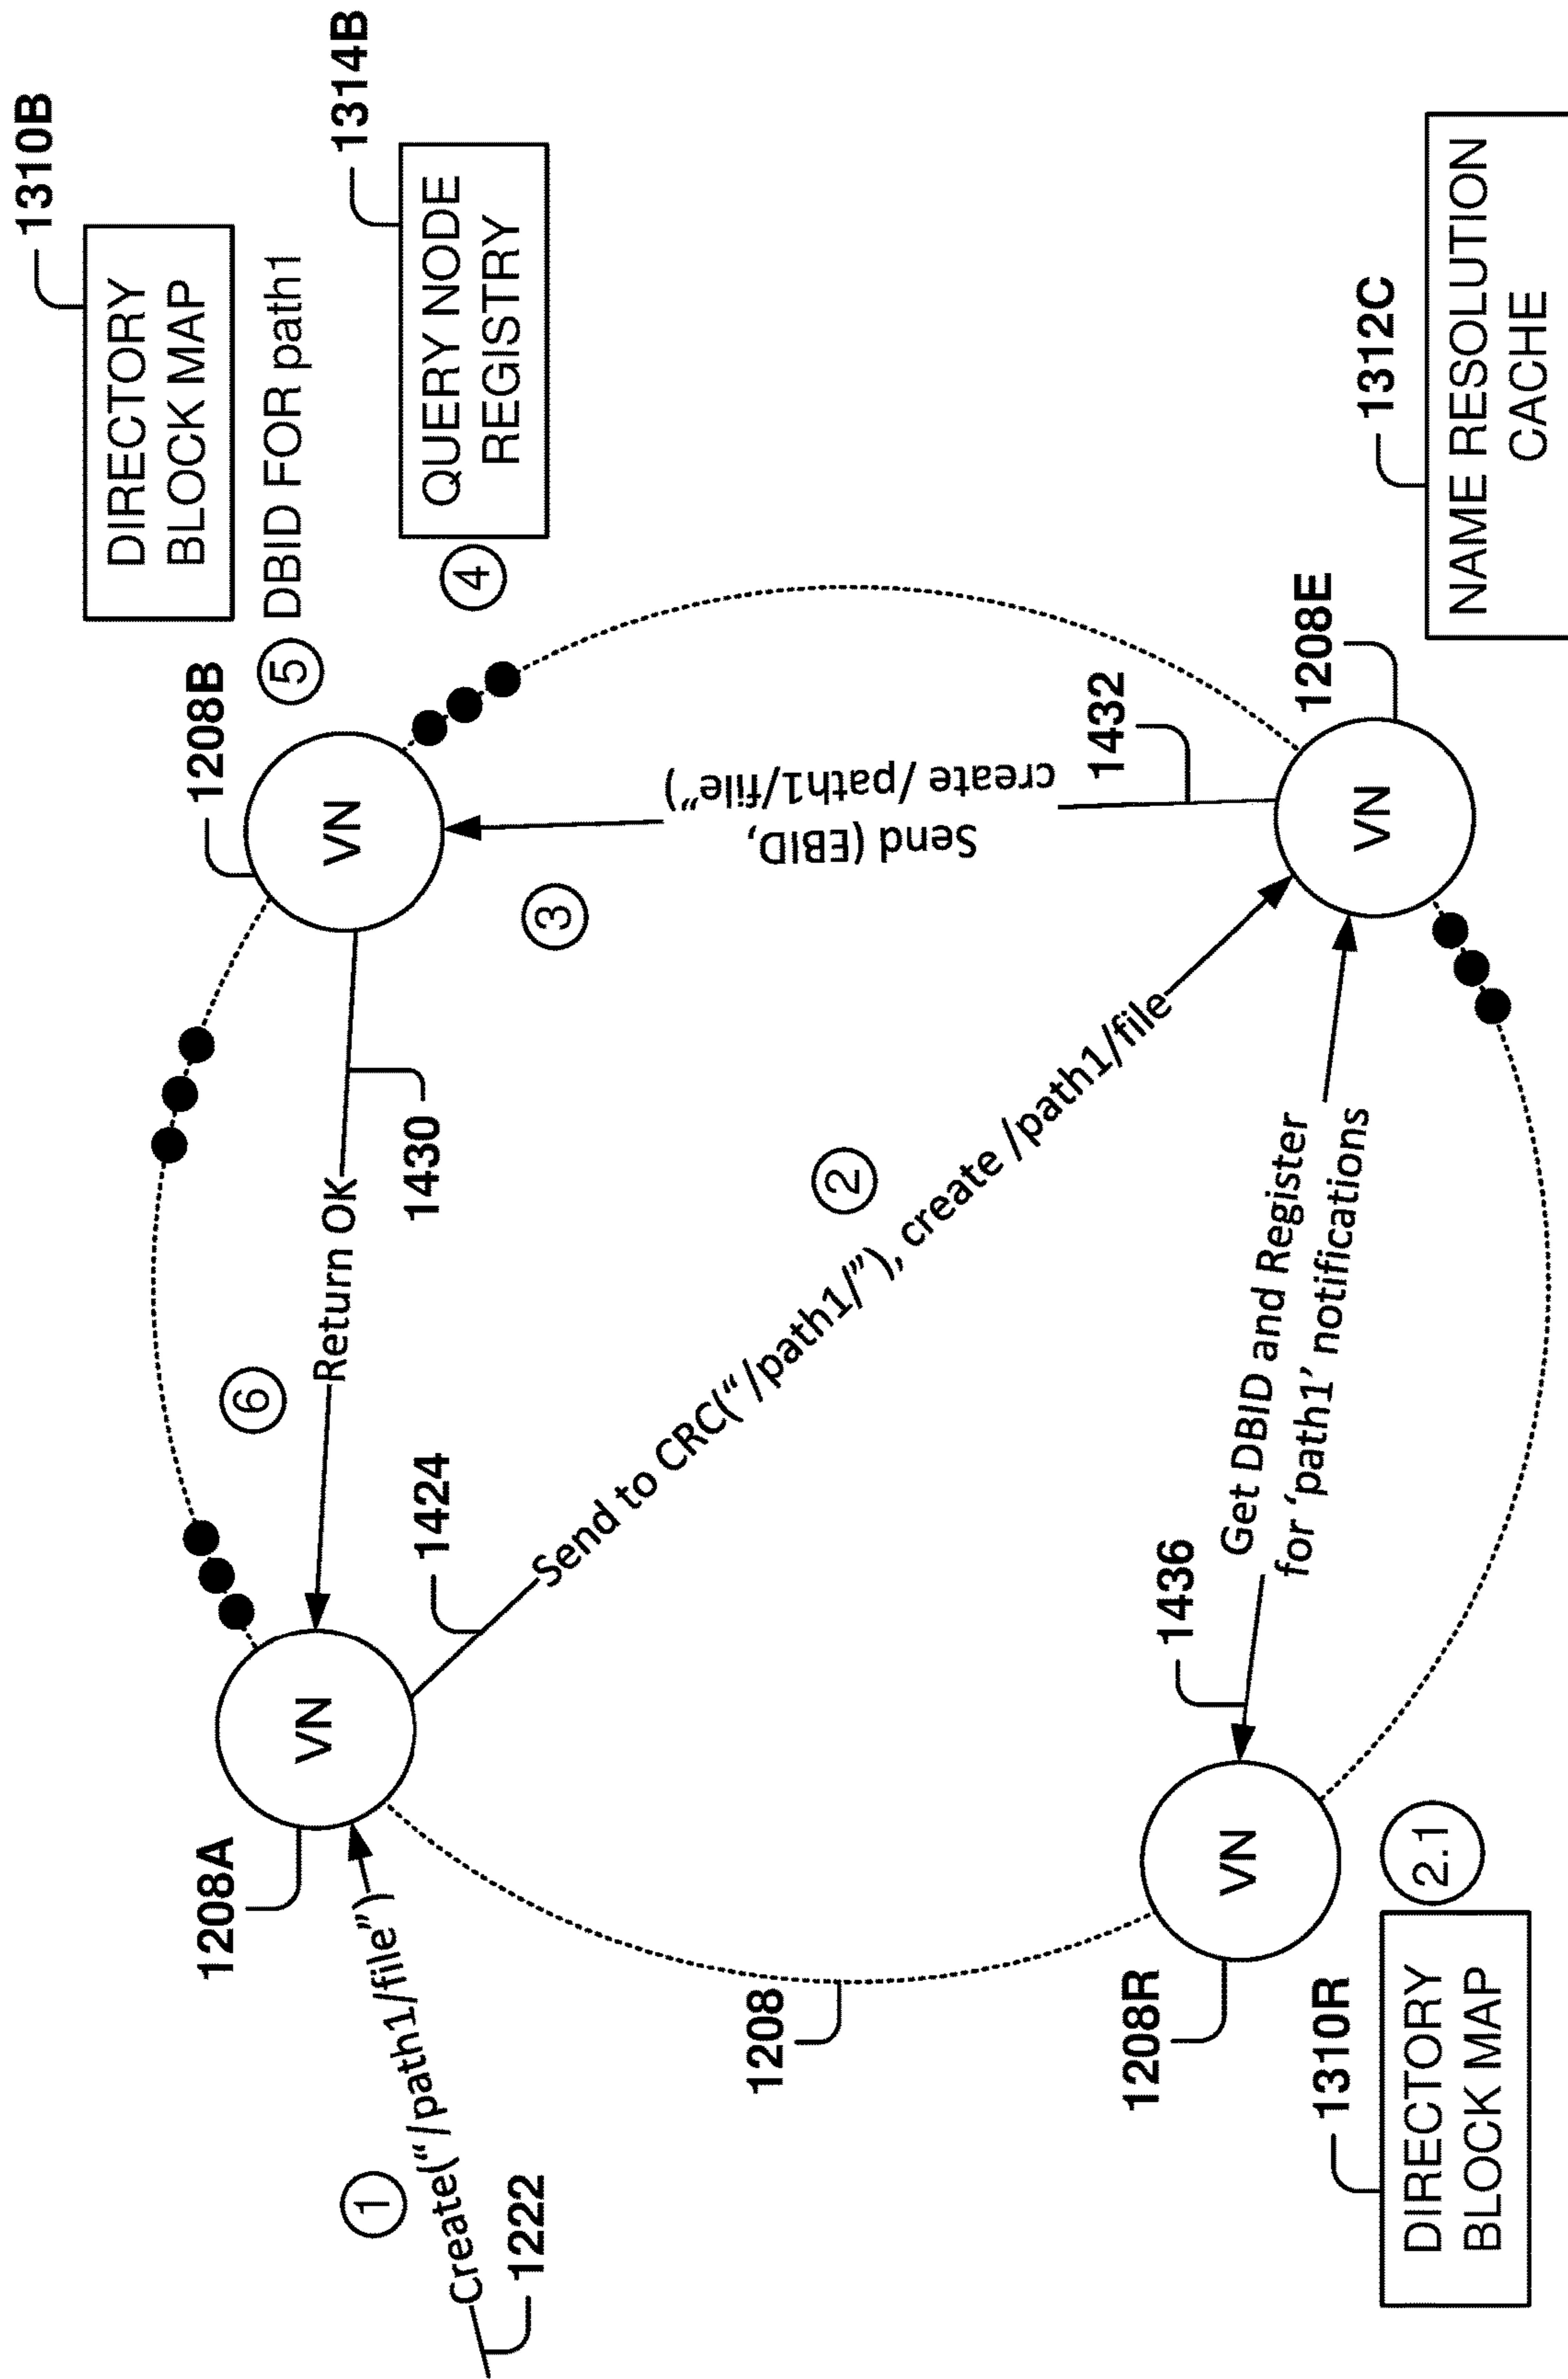 1310B
DIRECTORY
BLOCK MAP
1208B
5
DBID FOR path1
1314B
QUERY NODE
REGISTRY
4
VN
1208A
VN
6
Return OK
1430
3
Send (EBID,
create /path1/file”)
1432
1
Create(“/path1/file”)
1222
1424
Send to CRC(“/path1/”), create /path1/file
2
1208
1436
Get DBID and Register
for ‘path1’ notifications
1208E
VN
1208R
VN
2.1
1310R
DIRECTORY
BLOCK MAP
1312C
NAME RESOLUTION
CACHE